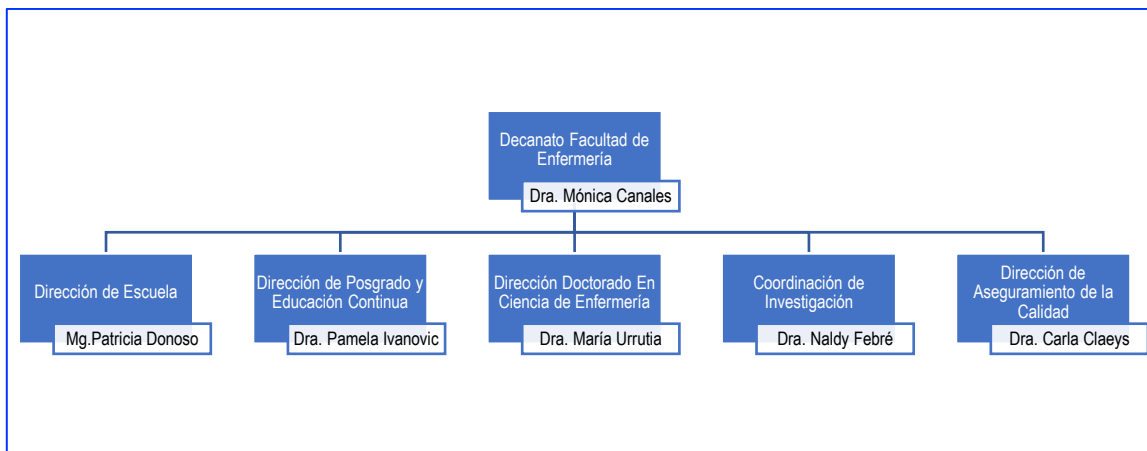 Decanato Facultad de
Enfermería
Dra. Mónica Canales
Dirección de Escuela
Mg.Patricia Donoso
Dirección de Posgrado y
Educación Continua
Dra. Pamela Ivanovic
Dirección Doctorado En
Ciencia de Enfermería
Dra. María Urrutia
Coordinación de
Investigación
Dra. Naldy Febré
Dirección de
Aseguramiento de la
Calidad
Dra. Carla Claeys